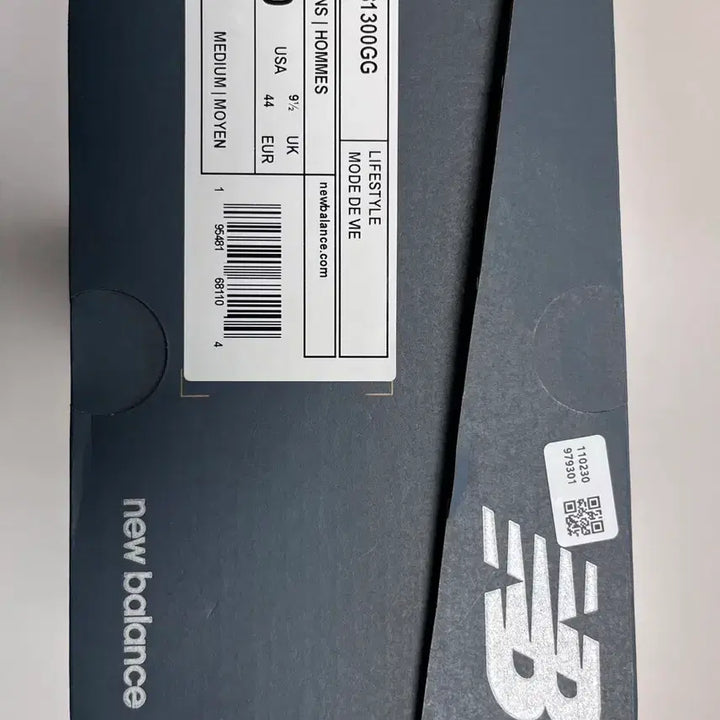 1300GG
LIFESTYLE
MODE DE VIE
HOMMES
newbalance.com
USA
9½ UK
44 EUR
MEDIUM | MOYEN
1 95481 68110 4
new balance
110230
979301
NB